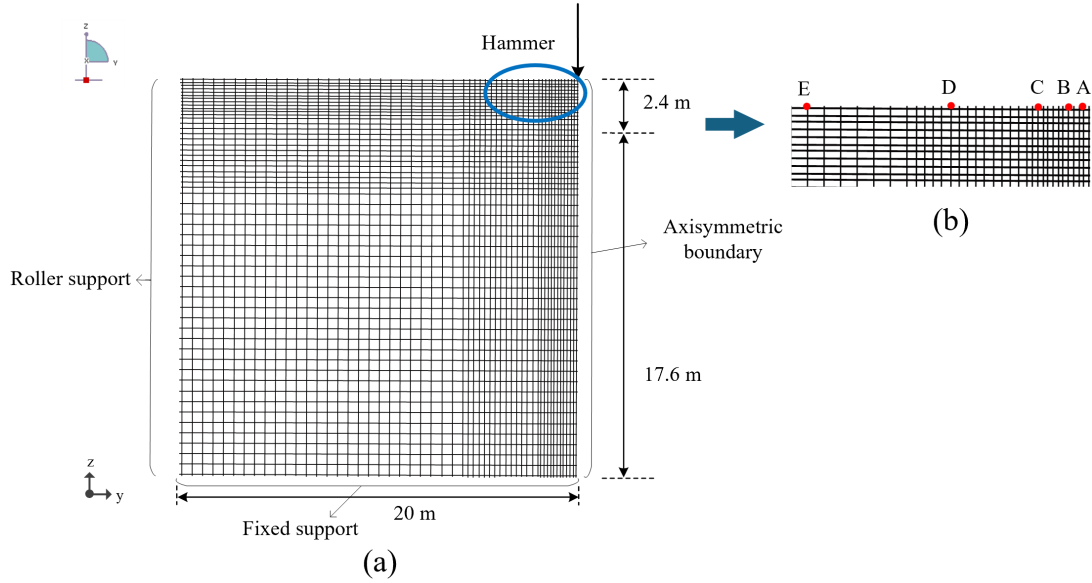 z
x
Y
Hammer
2.4 m
E
D
C
B
A
(b)
Axisymmetric
boundary
Roller support
17.6 m
z
y
20 m
Fixed support
(a)